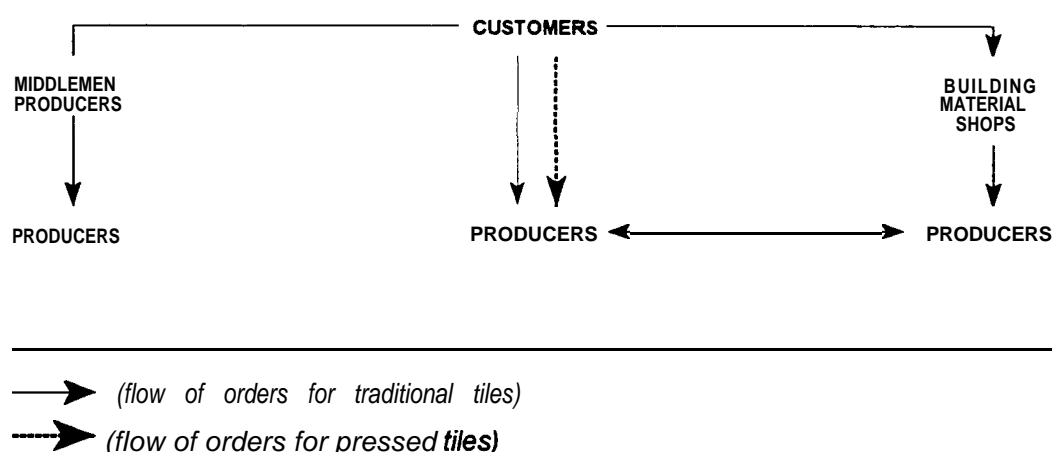 CUSTOMERS
MIDDLEMEN
PRODUCERS
BUILDING
MATERIAL
SHOPS
PRODUCERS
PRODUCERS
PRODUCERS
(flow of orders for traditional tiles)
(flow of orders for pressed tiles)